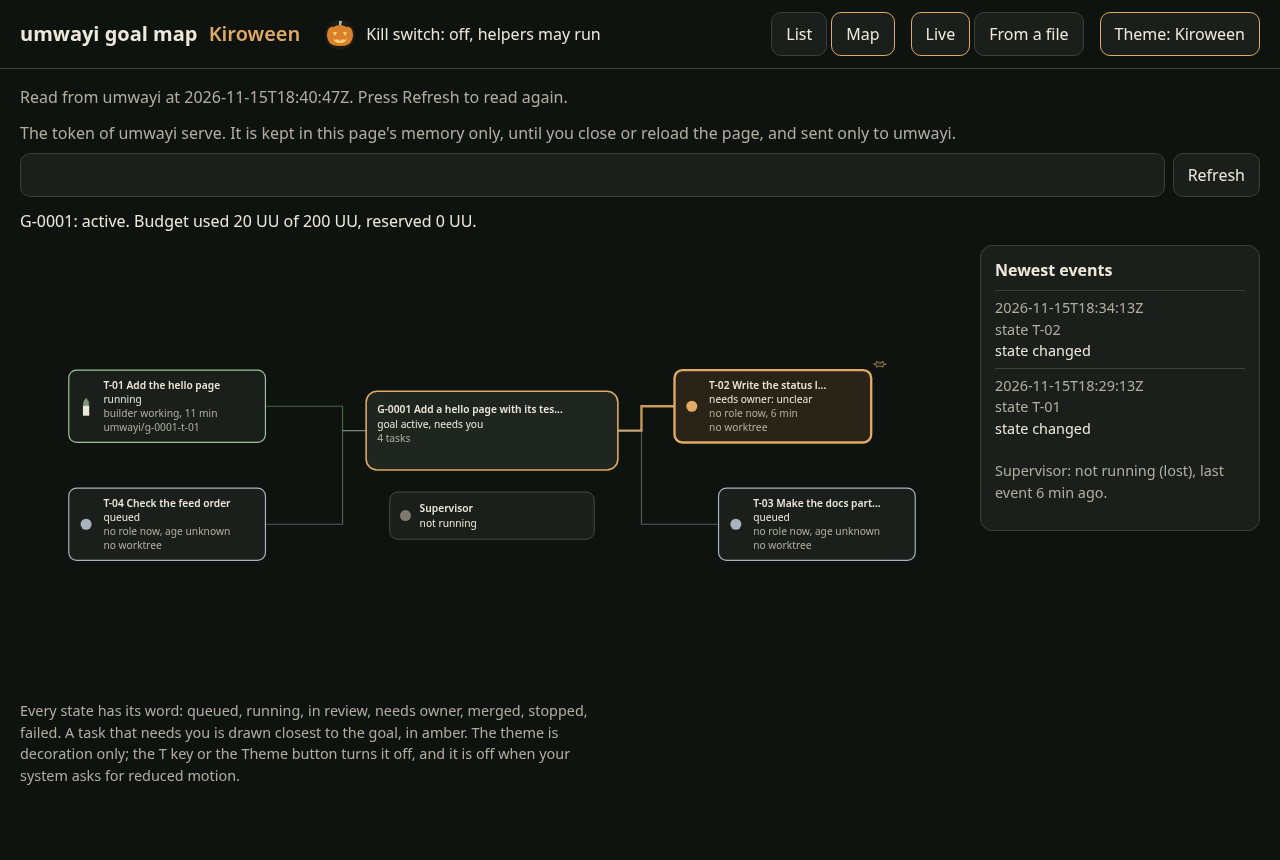 umwayi goal map Kiroween
Kill switch: off, helpers may run
List
Map
Live
From a file
Theme: Kiroween
Read from umwayi at 2026-11-15T18:40:47Z. Press Refresh to read again.
The token of umwayi serve. It is kept in this page's memory only, until you close or reload the page, and sent only to umwayi.
Refresh
G-0001: active. Budget used 20 UU of 200 UU, reserved 0 UU.
T-01 Add the hello page
running
builder working, 11 min
umwayi/g-0001-t-01
T-04 Check the feed order
queued
no role now, age unknown
no worktree
G-0001 Add a hello page with its tes...
goal active, needs you
4 tasks
Supervisor
not running
T-02 Write the status l...
needs owner: unclear
no role now, 6 min
no worktree
T-03 Make the docs part...
queued
no role now, age unknown
no worktree
Newest events
2026-11-15T18:34:13Z
state T-02
state changed
2026-11-15T18:29:13Z
state T-01
state changed
Supervisor: not running (lost), last
event 6 min ago.
Every state has its word: queued, running, in review, needs owner, merged, stopped,
failed. A task that needs you is drawn closest to the goal, in amber. The theme is
decoration only; the T key or the Theme button turns it off, and it is off when your
system asks for reduced motion.